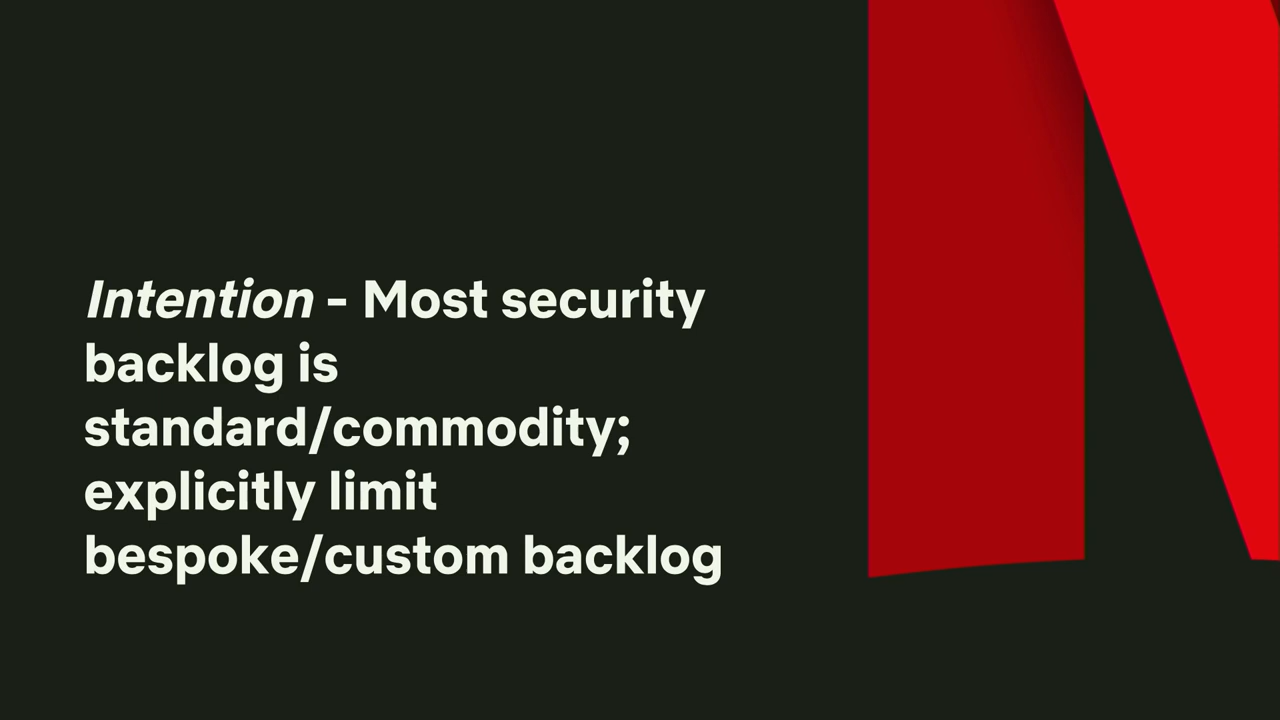 Intention - Most security
backlog is
standard/commodity;
explicitly limit
bespoke/custom backlog